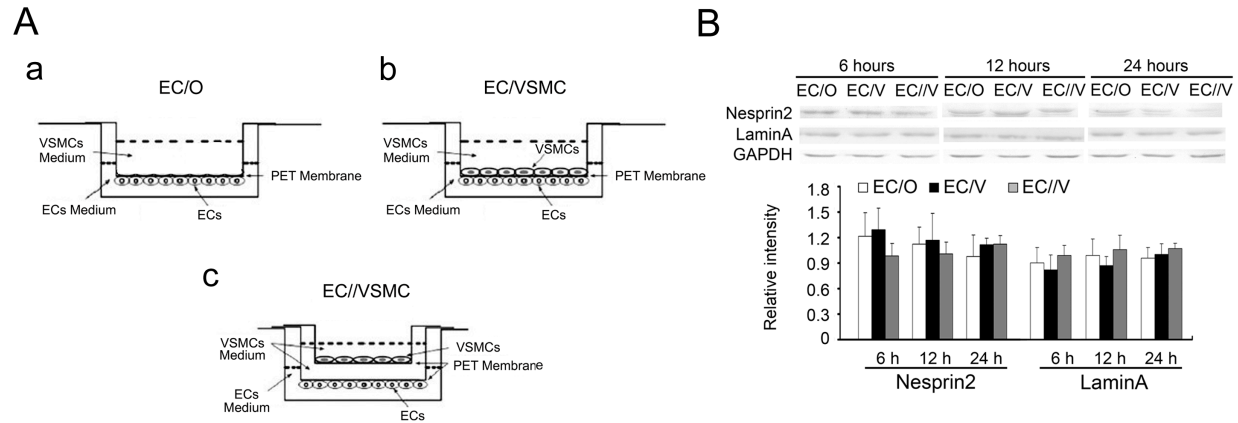 A
a
EC/O
VSMCs
Medium
PET Membrane
ECs Medium
ECs
b
EC/VSMC
VSMCs
Medium
VSMCs
PET Membrane
ECs Medium
ECs
c
EC//VSMC
VSMCs
Medium
VSMCs
PET Membrane
ECs
Medium
ECs
B
6 hours 12 hours 24 hours
EC/O EC/V EC//V EC/O EC/V EC//V EC/O EC/V EC//V
Nesprin2
LaminA
GAPDH
EC/O EC/V EC//V
Relative intensity
1.8
1.5
1.2
0.9
0.6
0.3
0
6 h 12 h 24 h 6 h 12 h 24 h
Nesprin2 LaminA